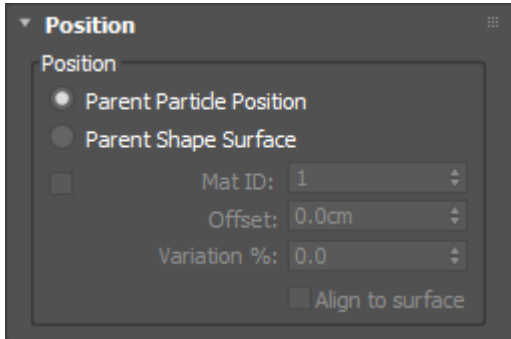 Position
Position
Parent Particle Position
Parent Shape Surface
Mat ID: 1
Offset: 0.0cm
Variation %: 0.0
Align to surface